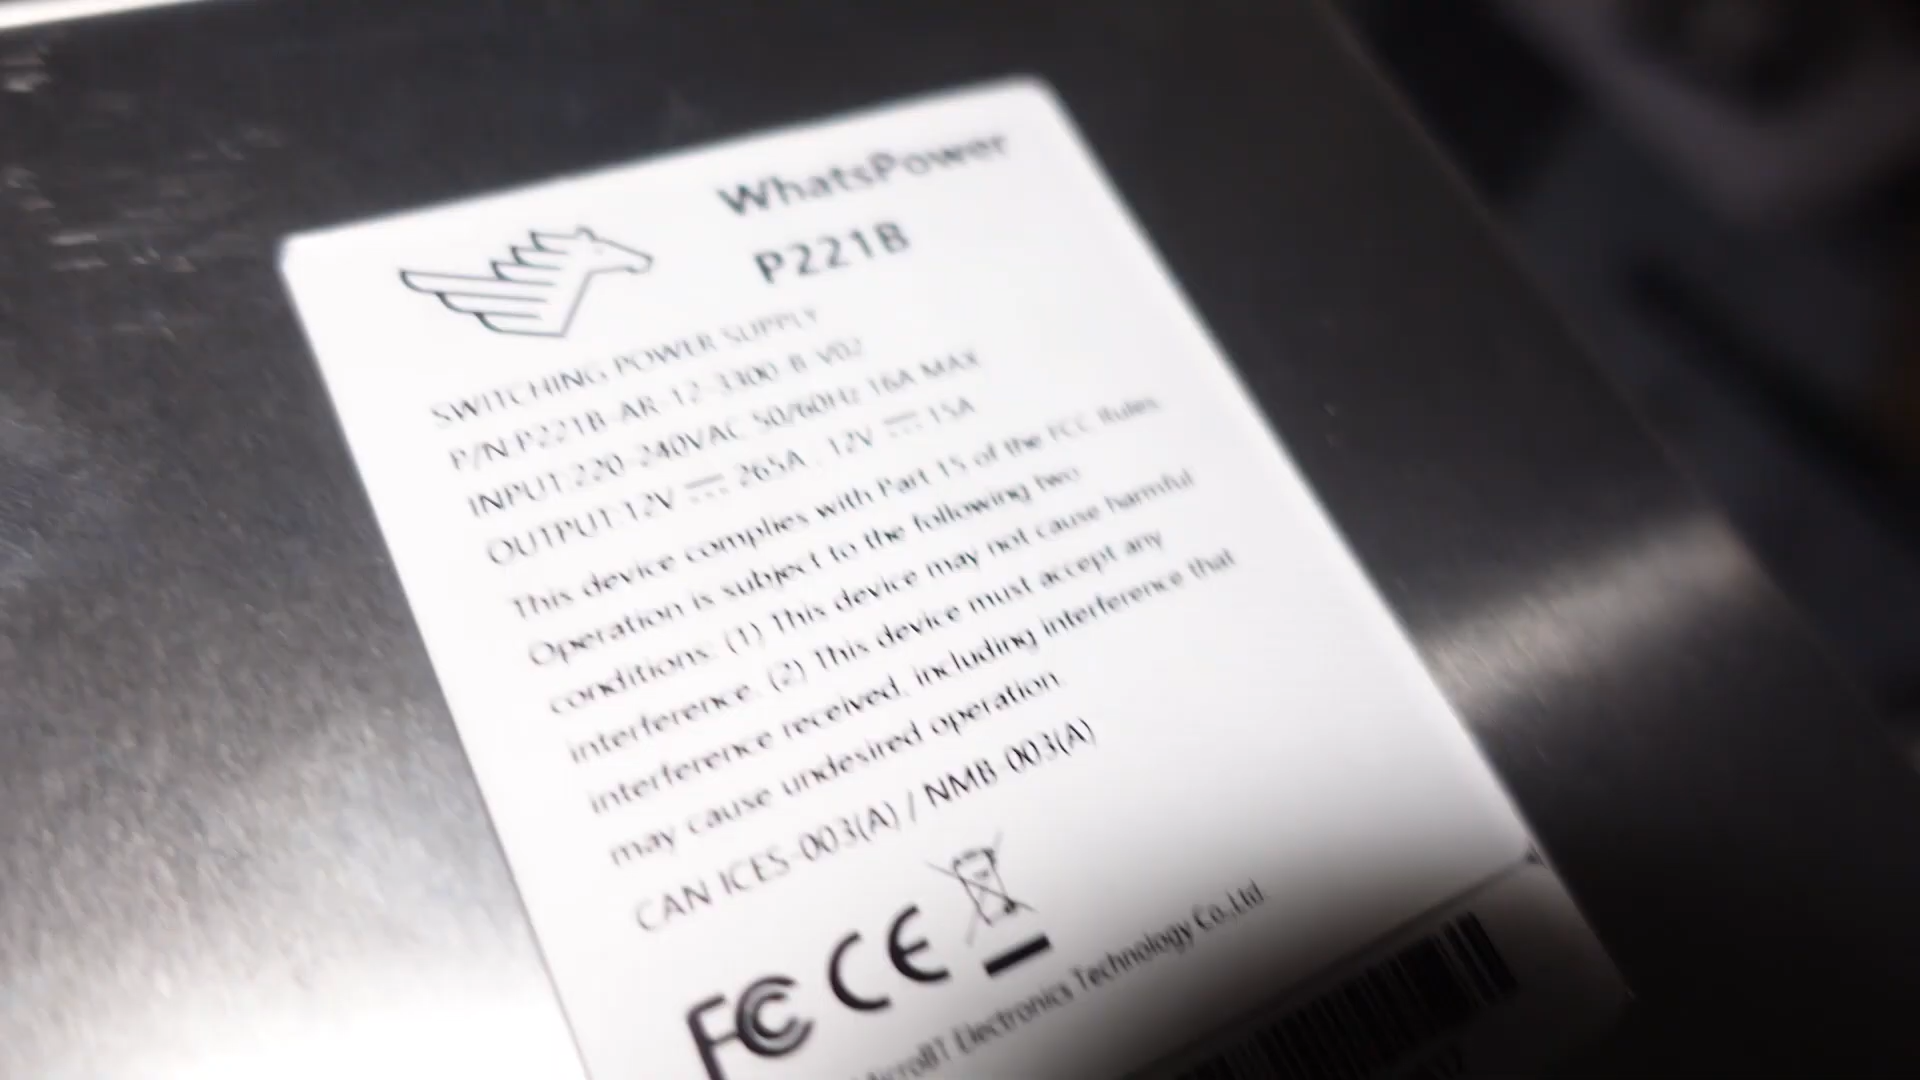 WhatsPower
P221B
SWITCHING POWER SUPPLY
P/N:P221B-AR-12-3300-B-V02
INPUT:220-240VAC 50/60Hz 16A MAX
OUTPUT:12V ⎓ 265A , 12V ⎓ 15A
This device complies with Part 15 of the FCC Rules
Operation is subject to the following two
conditions: (1) This device may not cause harmful
interference. (2) This device must accept any
interference received, including interference that
may cause undesired operation.
CAN ICES-003(A) / NMB-003(A)
FC CE
MicroBT Electronics Technology Co.,Ltd